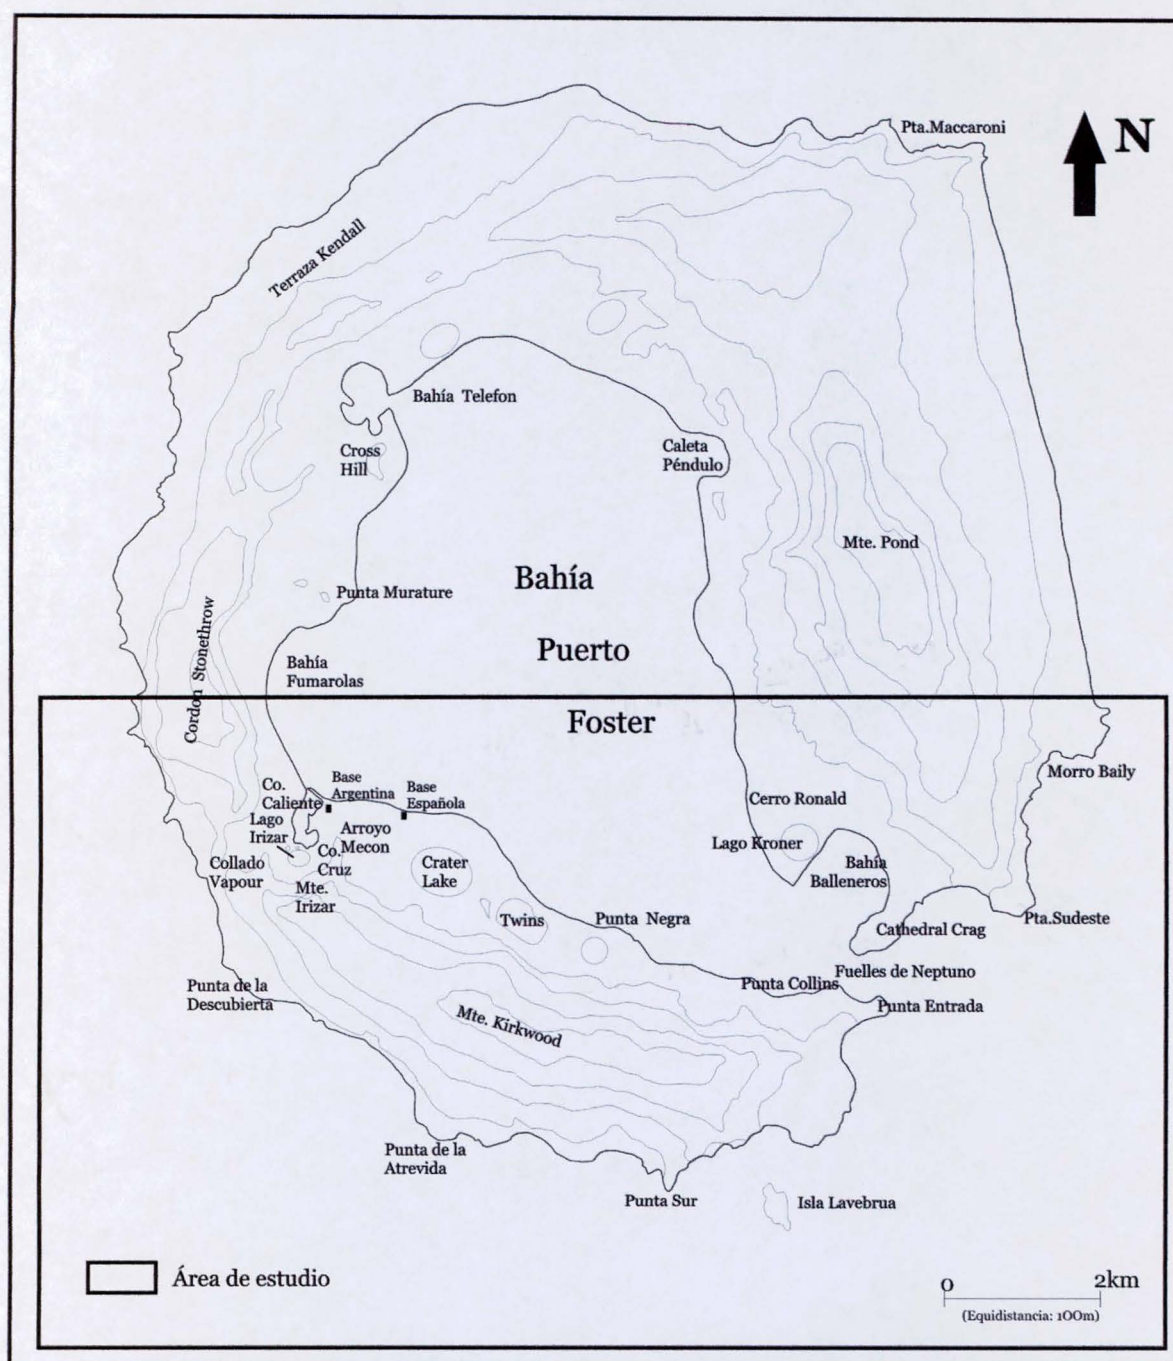 Pta.Maccaroni
N
Terraza Kendall
Bahía Telefon
Cross
Hill
Caleta
Péndulo
Mte. Pond
Bahía
Punta Murature
Puerto
Cordon Stonethrow
Bahía
Fumarolas
Foster
Morro Baily
Co.
Caliente
Base
Argentina
Base
Española
Cerro Ronald
Lago
Irizar
Arroyo
Mecon
Lago Kroner
Collado
Vapour
Co.
Cruz
Crater
Lake
Bahía
Balleneros
Mte.
Irizar
Twins
Punta Negra
Pta.Sudeste
Cathedral Crag
Fuelles de Neptuno
Punta de la
Descubierta
Punta Collins
Punta Entrada
Mte. Kirkwood
Punta de la
Atrevida
Punta Sur
Isla Lavebrua
Área de estudio
0 2km
(Equidistancia: 100m)